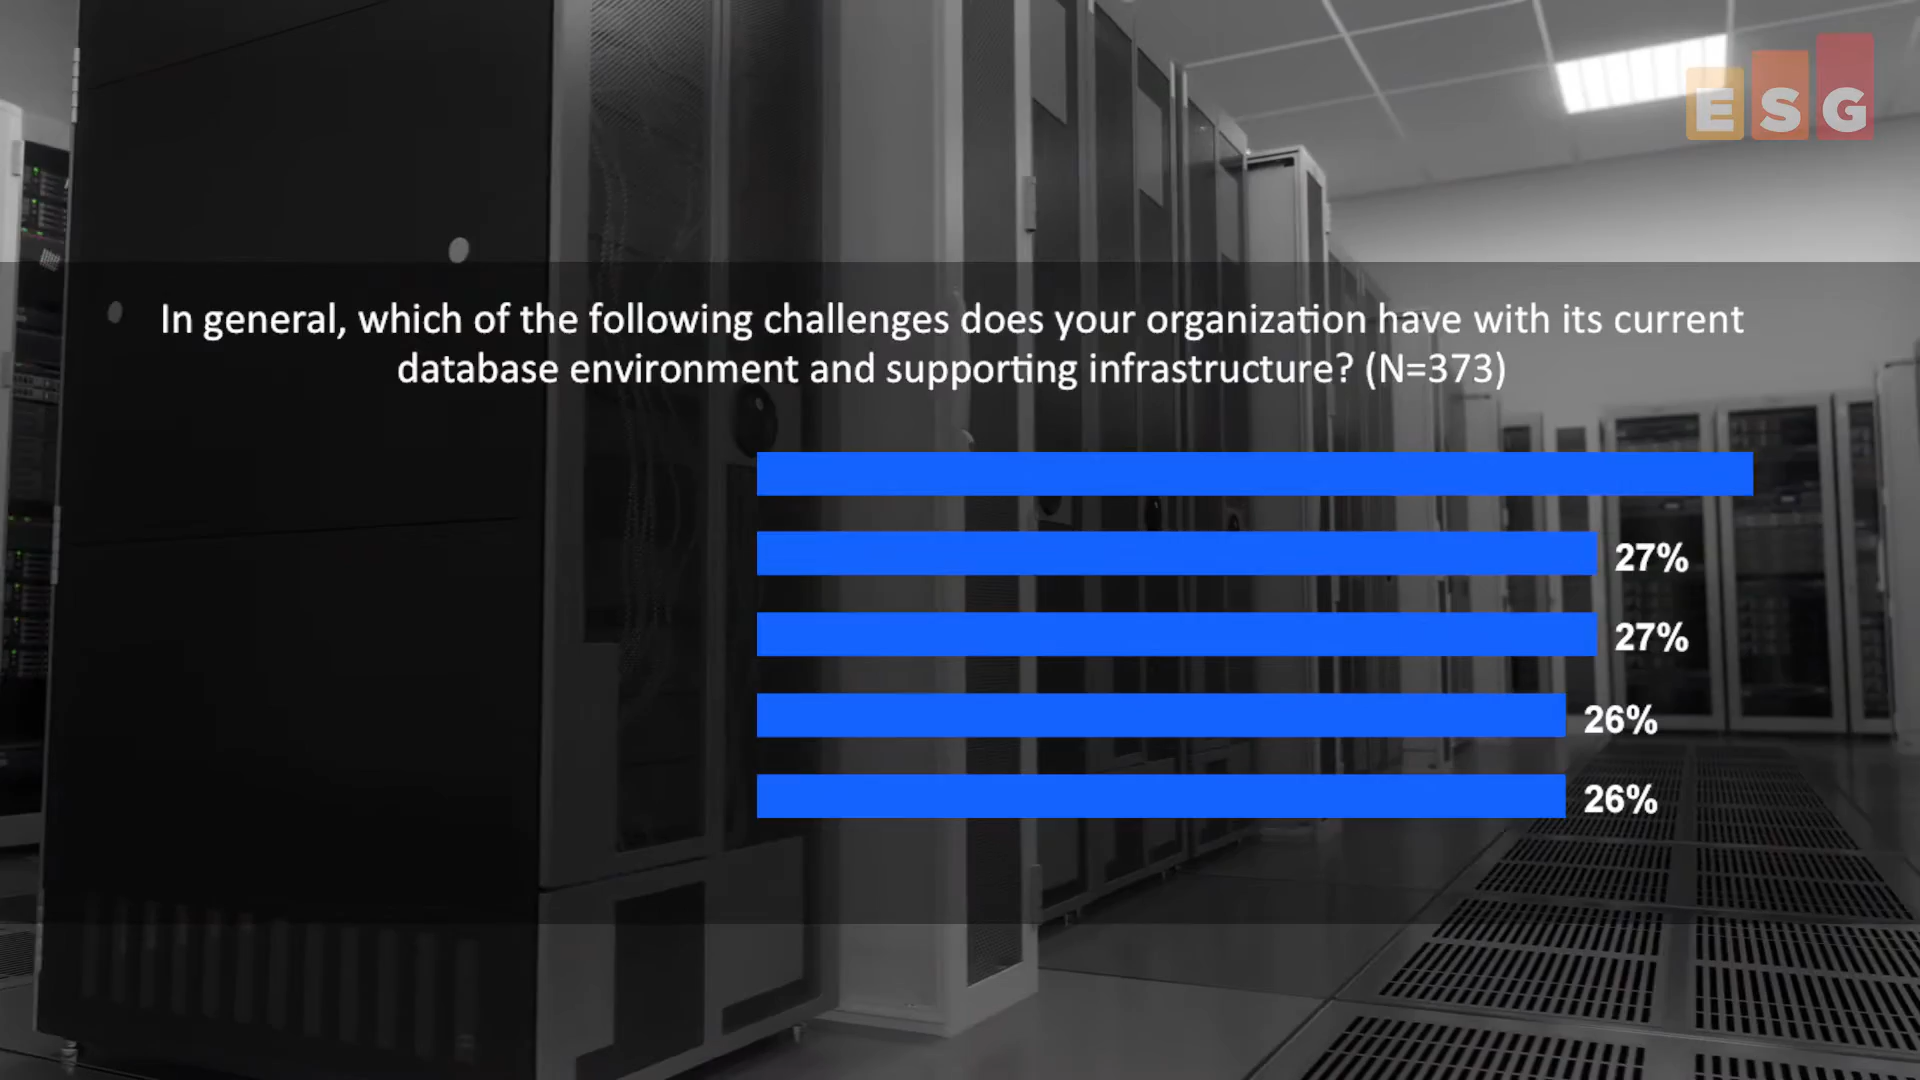 ESG
In general, which of the following challenges does your organization have with its current
database environment and supporting infrastructure? (N=373)
27%
27%
26%
26%